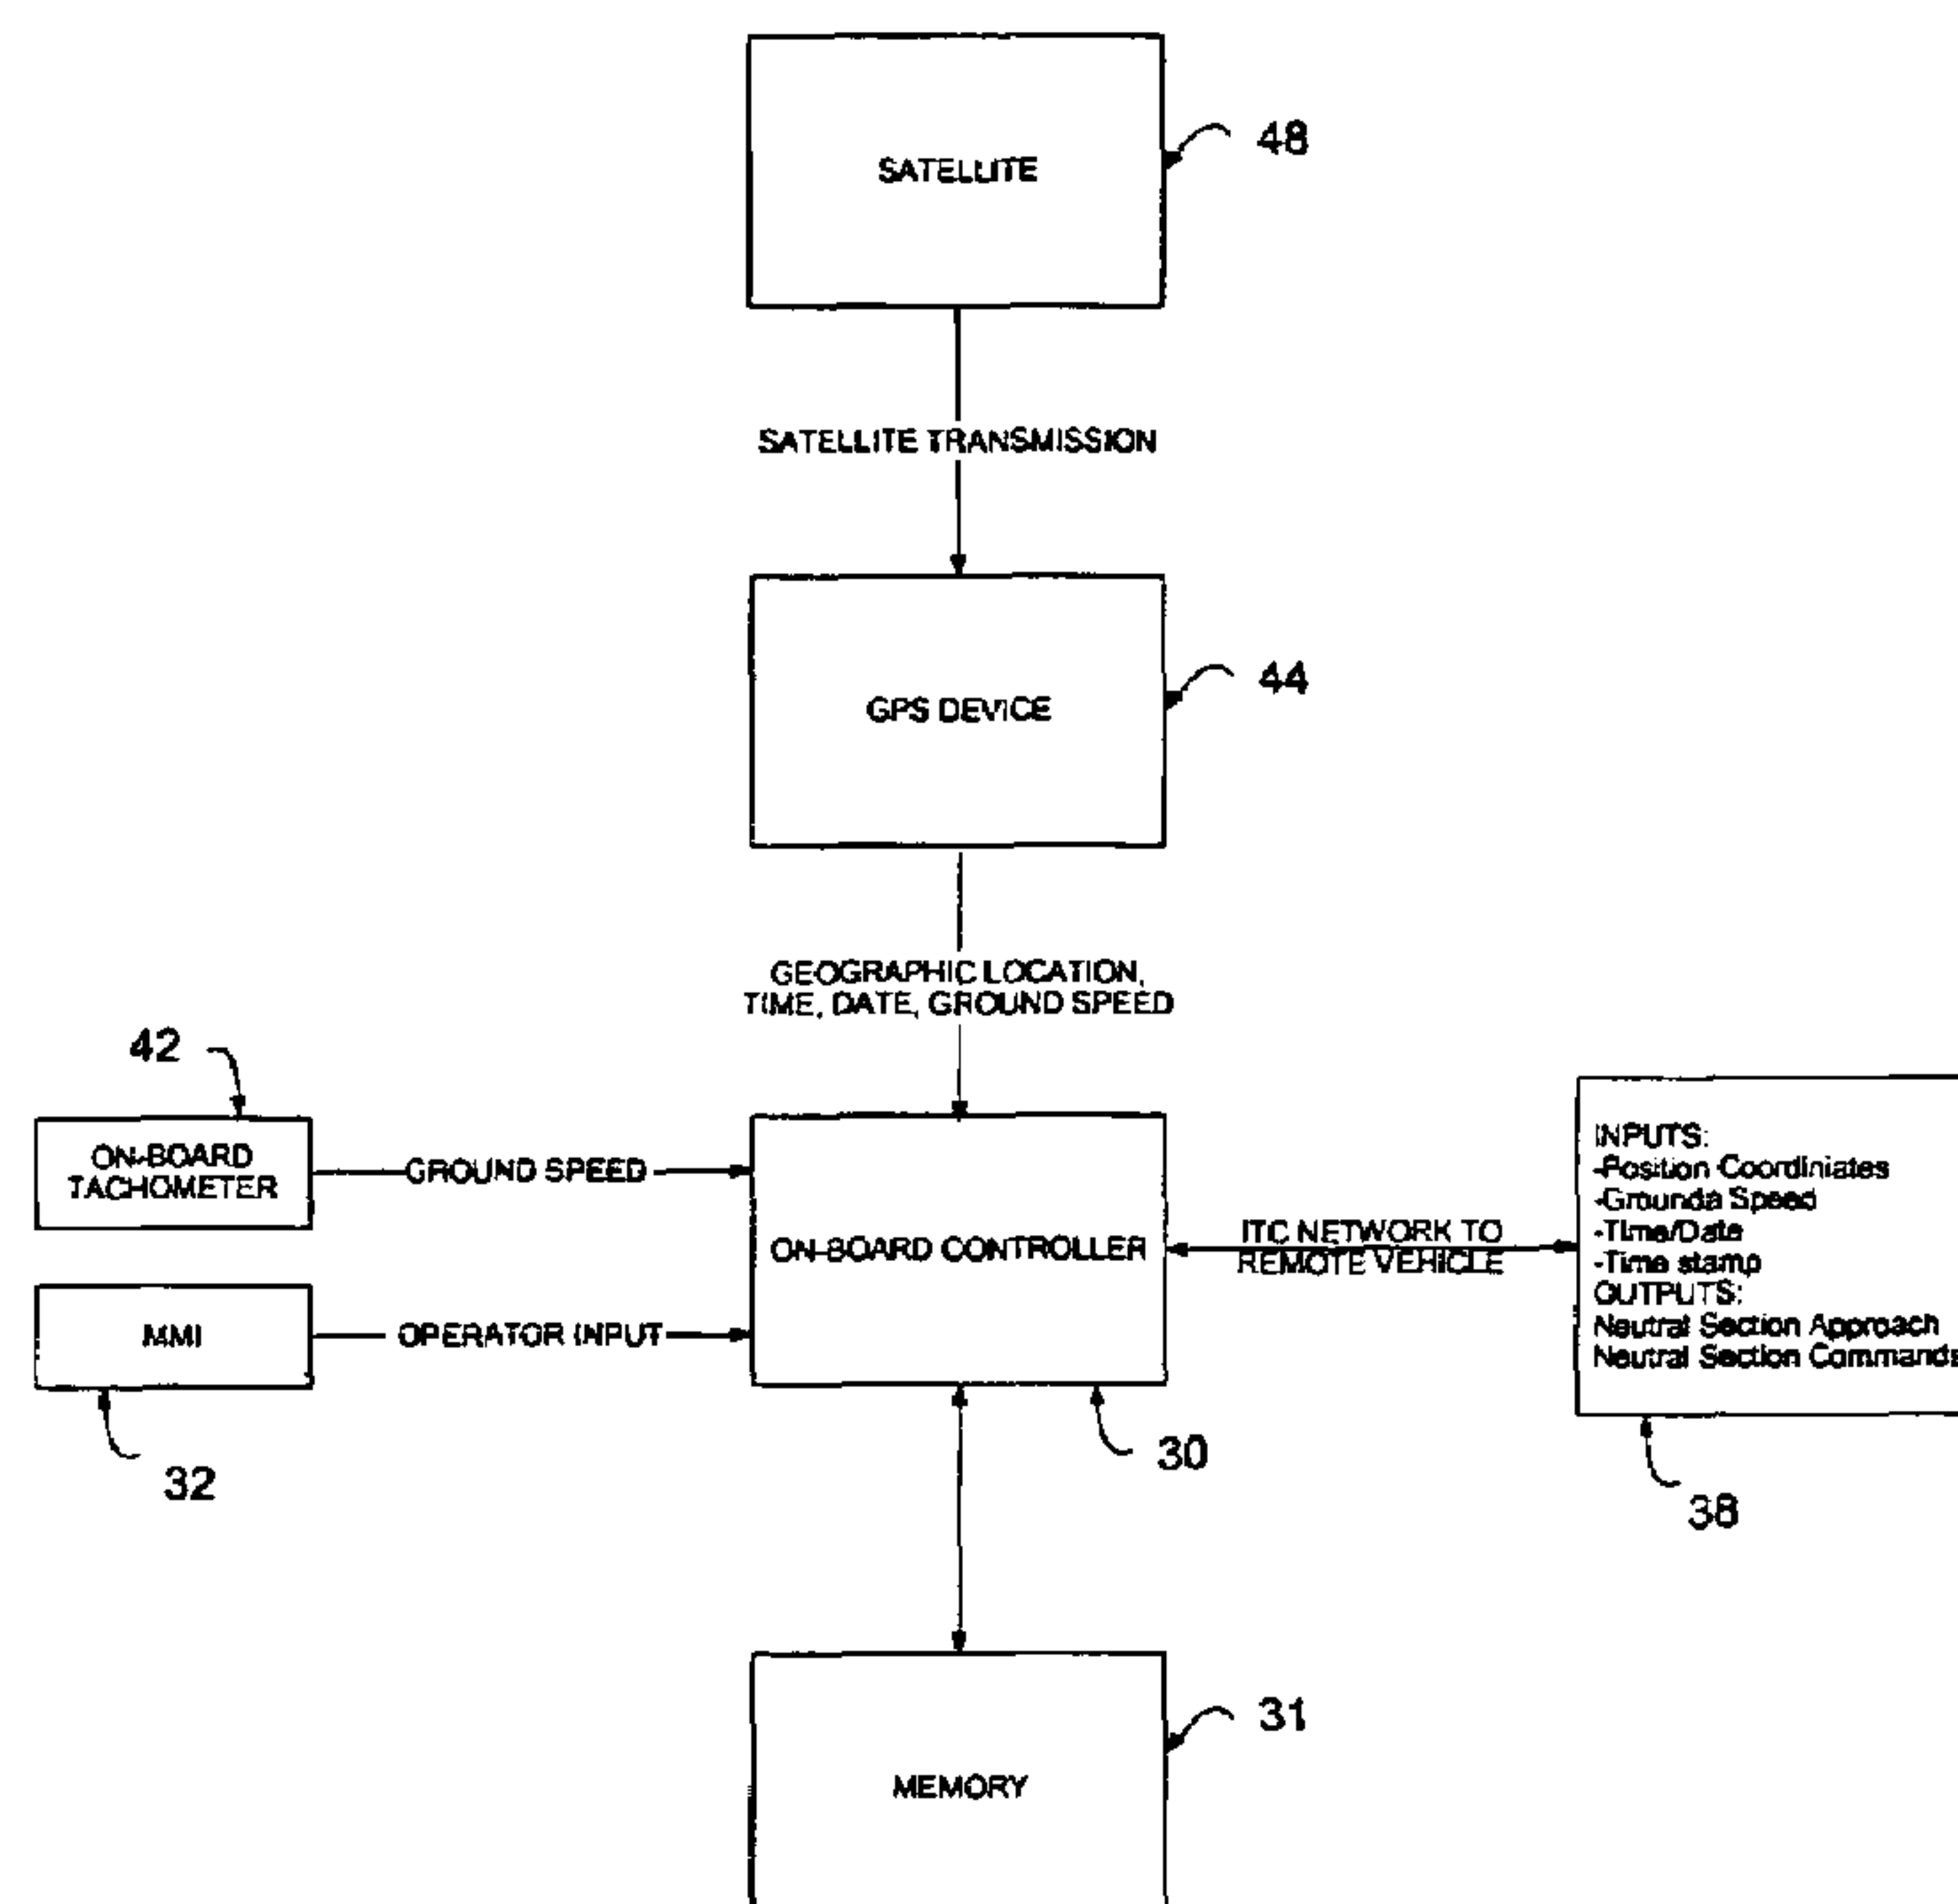 48
SATELLITE
SATELLITE TRANSMISSION
44
GPS DEVICE
GEOGRAPHIC LOCATION,
TIME, DATE, GROUND SPEED
42
ON-BOARD
TACHOMETER
GROUND SPEED
MMI
OPERATOR INPUT
32
ON-BOARD CONTROLLER
30
ITC NETWORK TO
REMOTE VEHICLE
INPUTS:
-Position Coordiniates
-Grounda Speed
-Time/Date
-Time stamp
OUTPUTS:
Neutral Section Approach
Neutral Section Commands
38
31
MEMORY